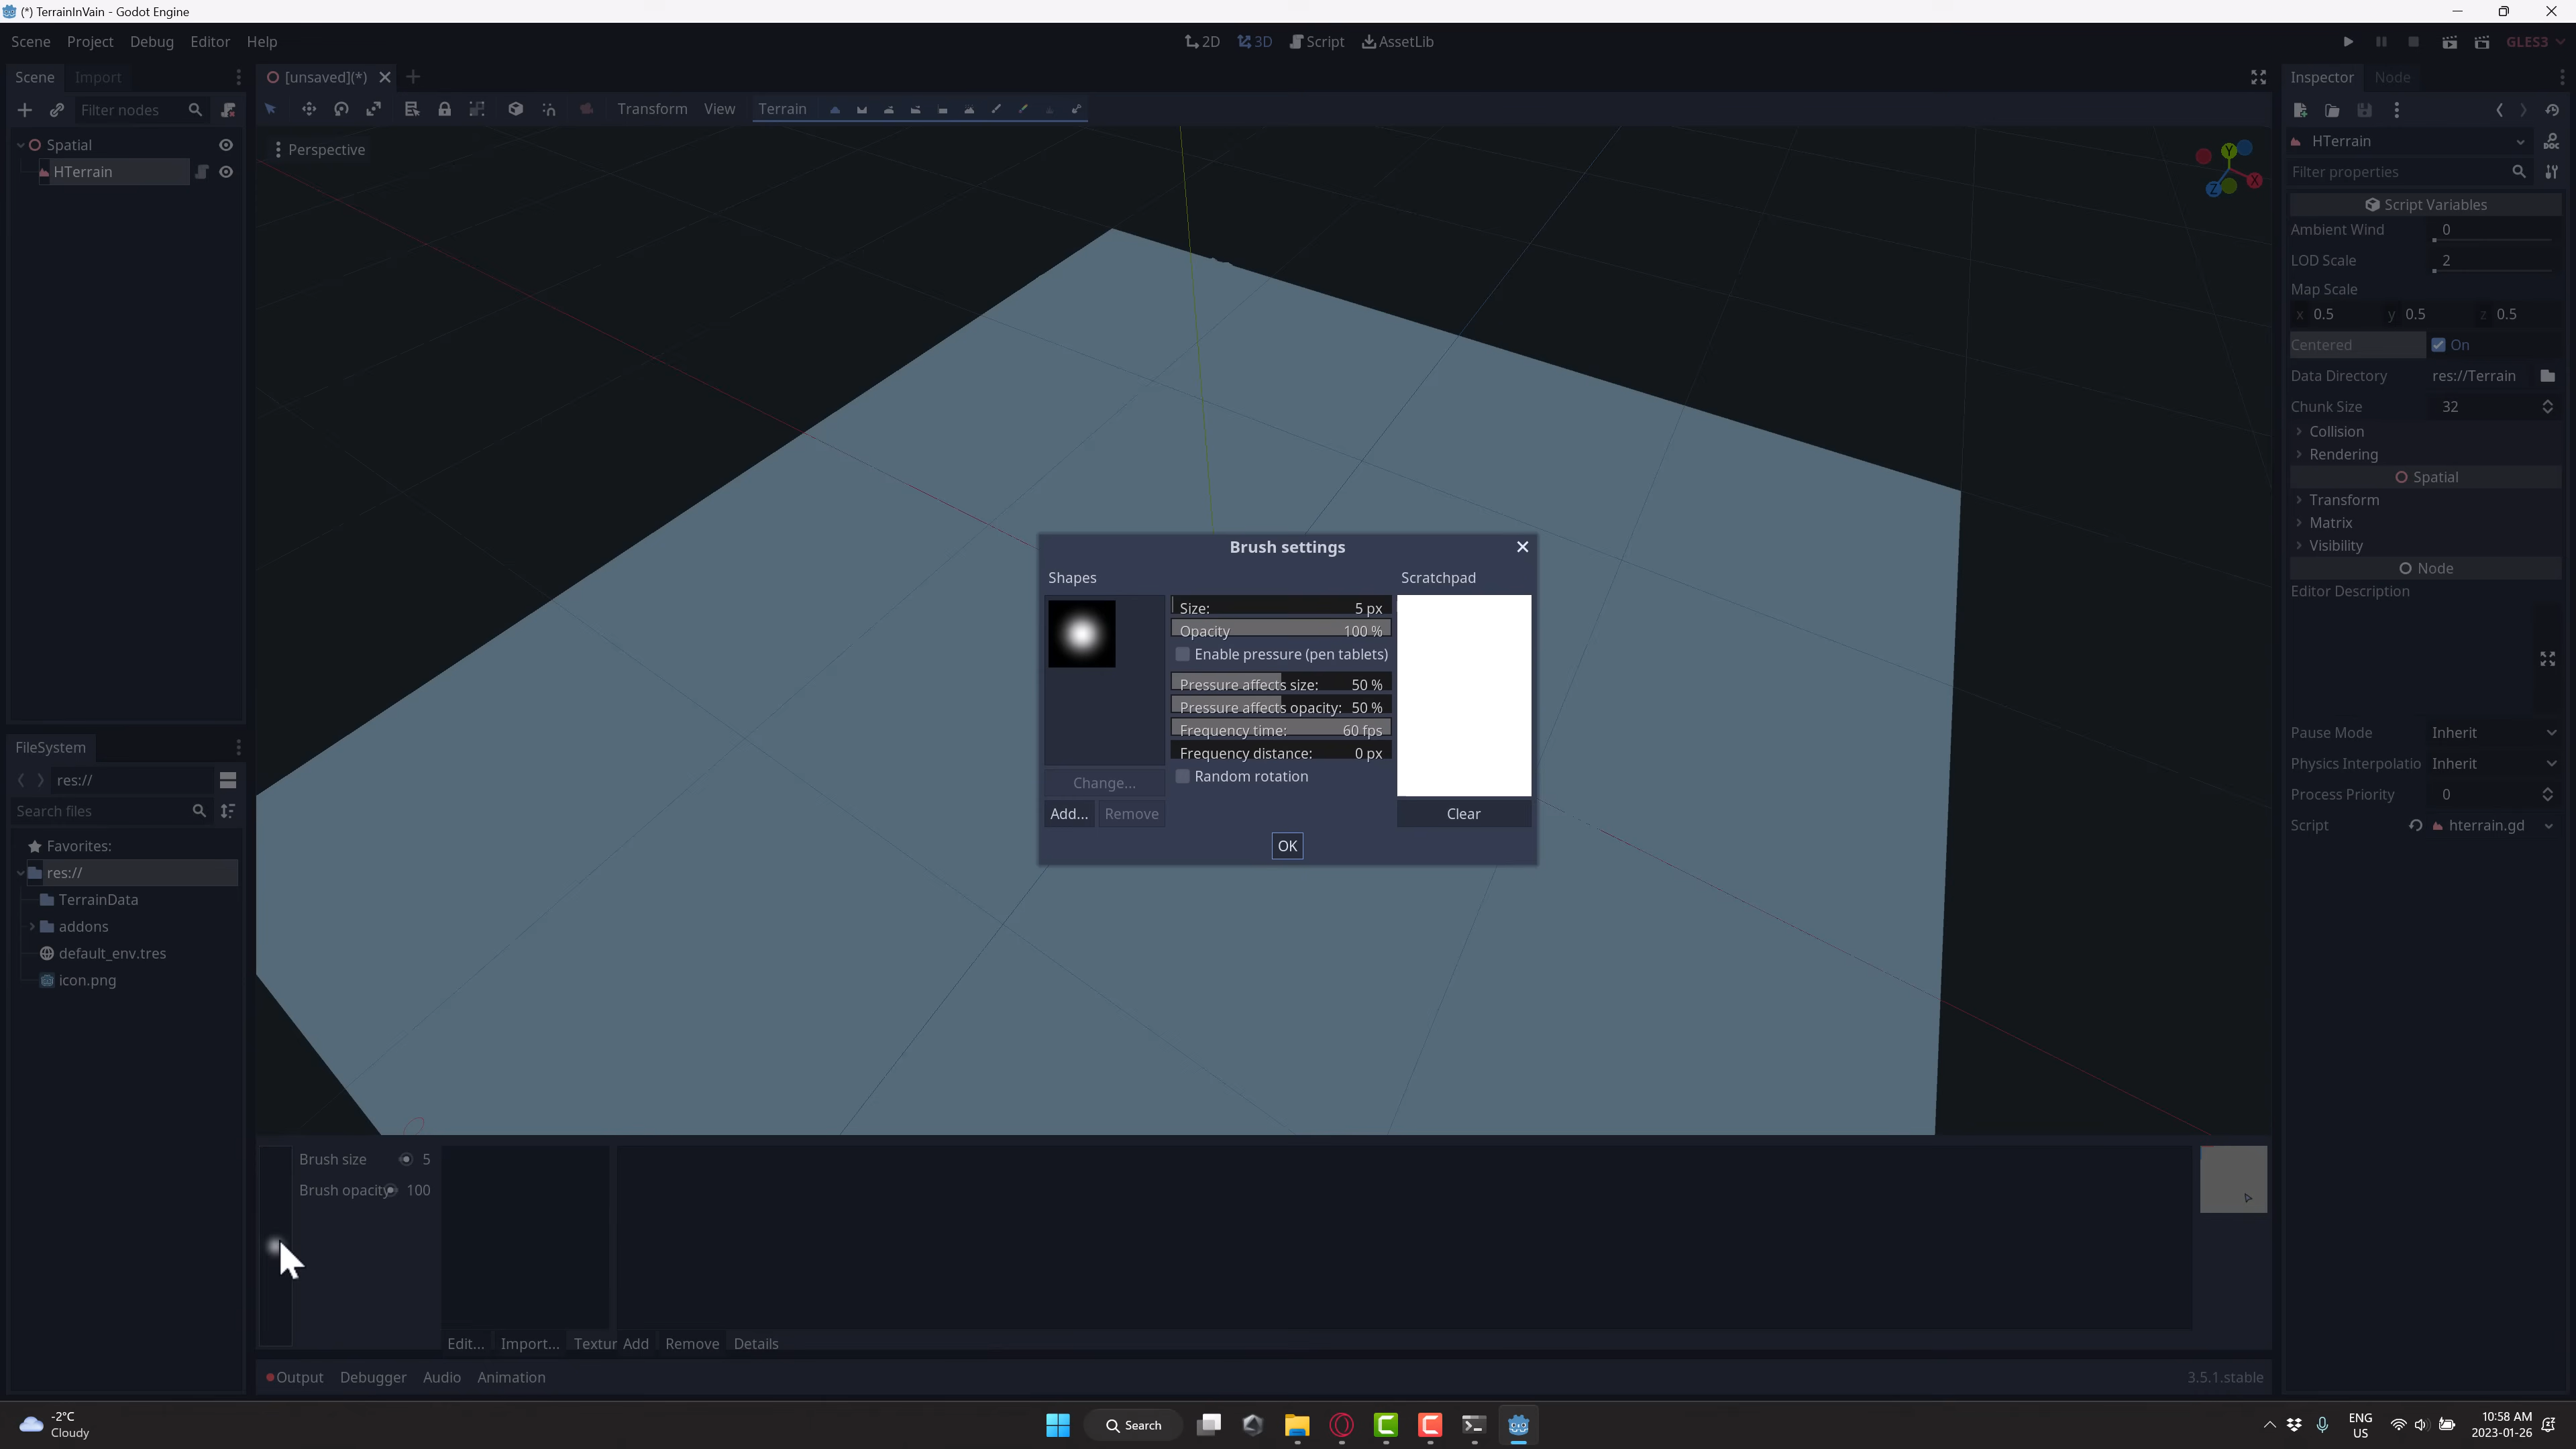 (*) TerrainInVain - Godot Engine
Scene Project Debug Editor Help
2D 3D Script AssetLib
GLES3
Scene Import
[unsaved](*)
Inspector Node
Filter nodes
Transform View Terrain
Spatial
HTerrain
Perspective
Y
X
Z
HTerrain
Filter properties
Script Variables
Ambient Wind 0
LOD Scale 2
Map Scale
x 0.5 y 0.5 z 0.5
Centered On
Data Directory res://Terrain
Chunk Size 32
Collision
Rendering
Spatial
Transform
Matrix
Visibility
Node
Editor Description
Pause Mode Inherit
Physics Interpolatio Inherit
Process Priority 0
Script hterrain.gd
Brush settings
Shapes
Scratchpad
Size: 5 px
Opacity 100 %
Enable pressure (pen tablets)
Pressure affects size: 50 %
Pressure affects opacity: 50 %
Frequency time: 60 fps
Frequency distance: 0 px
Random rotation
Change...
Add... Remove
Clear
OK
FileSystem
res://
Search files
Favorites:
res://
TerrainData
addons
default_env.tres
icon.png
Brush size 5
Brush opacity 100
Edit... Import... Textur Add Remove Details
Output Debugger Audio Animation
3.5.1.stable
-2°C
Cloudy
Search
ENG
US
10:58 AM
2023-01-26